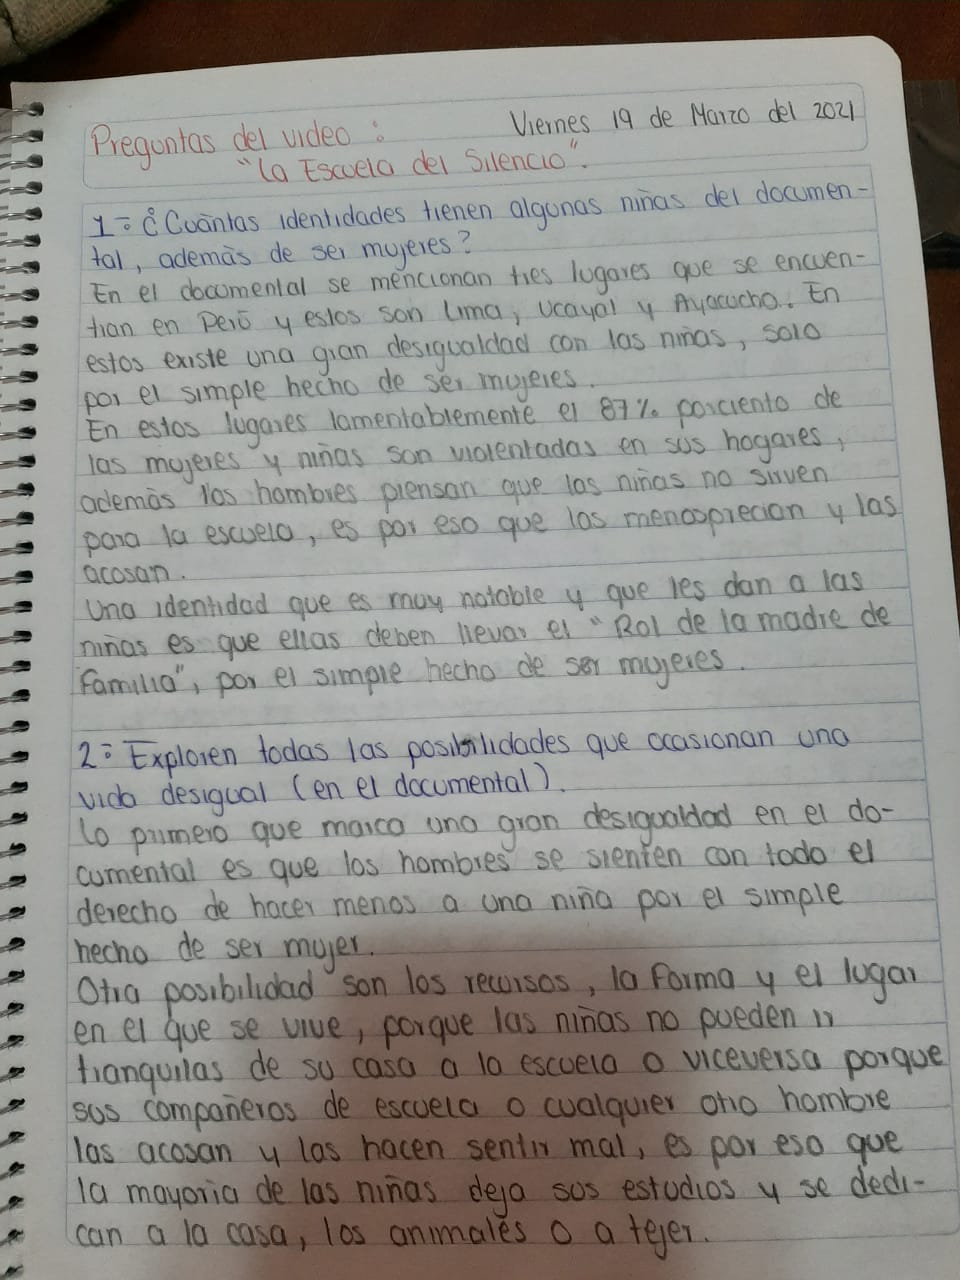 Viernes 19 de Marzo del 2021
Preguntas del video :
"La Escuela del Silencio".
1= ¿Cuántas identidades tienen algunas niñas del documen-
tal, además de ser mujeres?
En el documental se mencionan tres lugares que se encuen-
tran en Perú y estos son Lima, Ucayal y Ayacucho. En
estos existe una gran desigualdad con las niñas, solo
por el simple hecho de ser mujeres.
En estos lugares lamentablemente el 87% porciento de
las mujeres y niñas son violentadas en sus hogares,
además los hombres piensan que las niñas no sirven
para la escuela, es por eso que las menosprecian y las
acosan.
Una identidad que es muy notable y que les dan a las
niñas es que ellas deben llevar el "Rol de la madre de
familia", por el simple hecho de ser mujeres.
2= Exploren todas las posibilidades que ocasionan una
vida desigual (en el documental).
Lo primero que marca una gran desigualdad en el do-
cumental es que los hombres se sienten con todo el
derecho de hacer menos a una niña por el simple
hecho de ser mujer.
Otra posibilidad son los recursos, la forma y el lugar
en el que se vive, porque las niñas no pueden ir
tranquilas de su casa a la escuela o viceversa porque
sus compañeros de escuela o cualquier otro hombre
las acosan y las hacen sentir mal, es por eso que
la mayoría de las niñas deja sus estudios y se dedi-
can a la casa, los animales o a tejer.